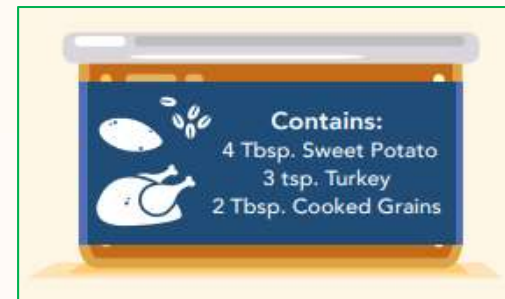 Contains:
4 Tbsp. Sweet Potato
3 tsp. Turkey
2 Tbsp. Cooked Grains